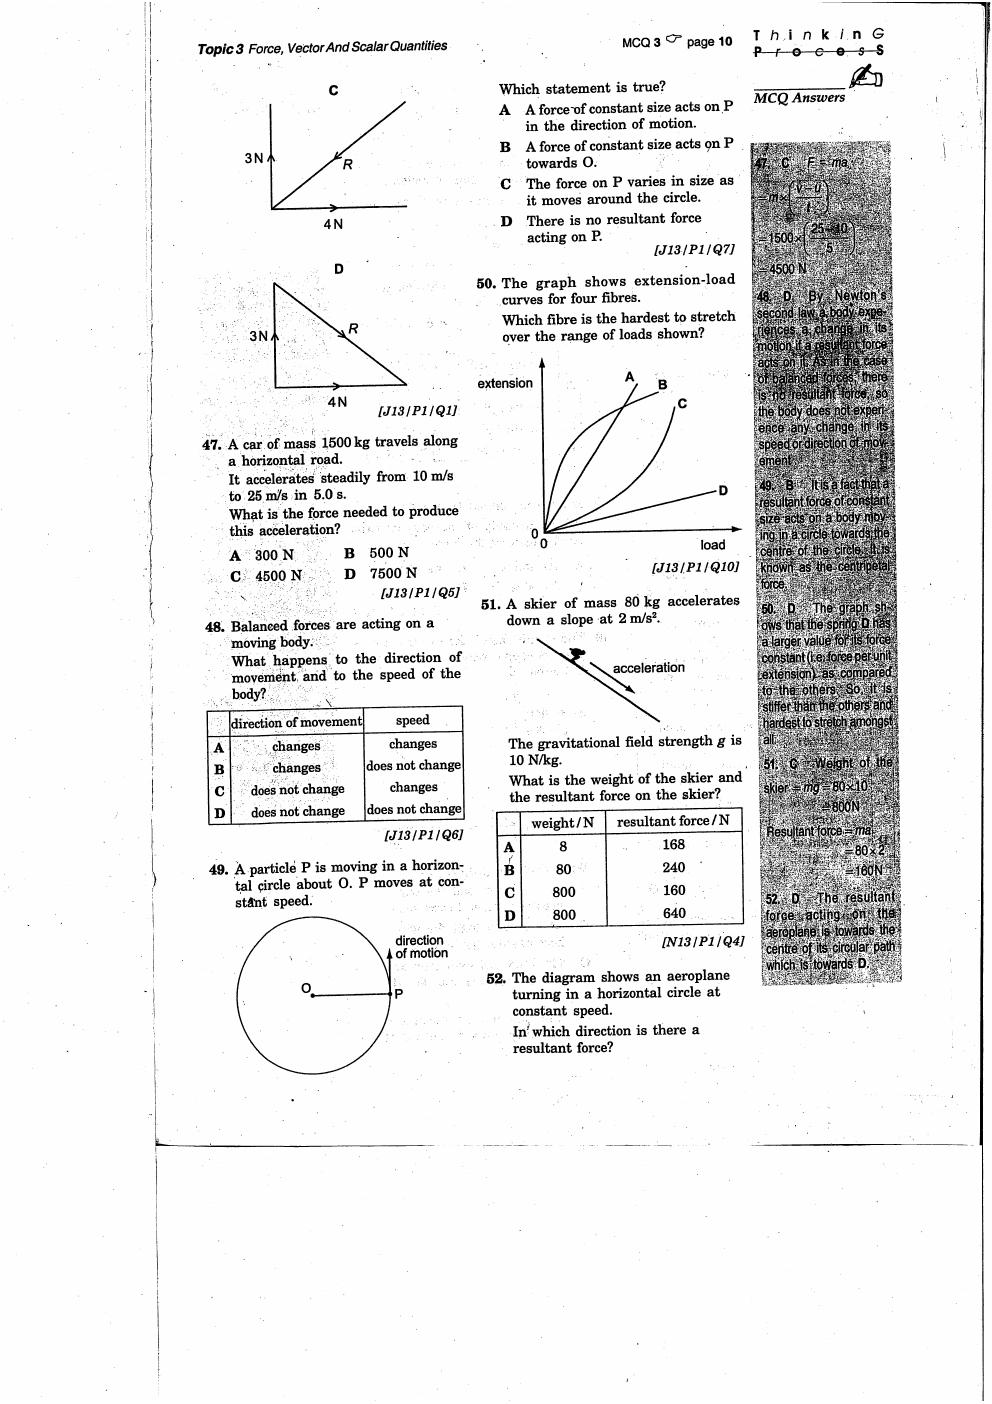 Topic 3 Force, Vector And Scalar Quantities
MCQ 3 ☞ page 10
ThinkinG
ProcesS
MCQ Answers
C
3N
R
4N
D
3N
R
4N
[J13/P1/Q1]
47. A car of mass 1500 kg travels along
a horizontal road.
It accelerates steadily from 10 m/s
to 25 m/s in 5.0 s.
What is the force needed to produce
this acceleration?
A 300 N B 500 N
C 4500 N D 7500 N
[J13/P1/Q5]
48. Balanced forces are acting on a
moving body.
What happens to the direction of
movement and to the speed of the
body?
direction of movement speed
A changes changes
B changes does not change
C does not change changes
D does not change does not change
[J13/P1/Q6]
49. A particle P is moving in a horizon-
tal circle about O. P moves at con-
stant speed.
direction
of motion
O
P
Which statement is true?
A A force of constant size acts on P
in the direction of motion.
B A force of constant size acts on P
towards O.
C The force on P varies in size as
it moves around the circle.
D There is no resultant force
acting on P.
[J13/P1/Q7]
50. The graph shows extension-load
curves for four fibres.
Which fibre is the hardest to stretch
over the range of loads shown?
extension
A
B
C
D
0
0
load
[J13/P1/Q10]
51. A skier of mass 80 kg accelerates
down a slope at 2 m/s².
acceleration
The gravitational field strength g is
10 N/kg.
What is the weight of the skier and
the resultant force on the skier?
weight/N resultant force/N
A 8 168
B 80 240
C 800 160
D 800 640
[N13/P1/Q4]
52. The diagram shows an aeroplane
turning in a horizontal circle at
constant speed.
In which direction is there a
resultant force?
47. C F = ma
= m×(v−u/t)
= 1500×(25−10/5)
= 4500 N
48. D By Newton's
second law a body expe-
riences a change in its
motion if a resultant force
acts on it. As in the case
of balanced forces, there
is no resultant force, so
the body does not experi-
ence any change in its
speed or direction of mov-
ement.
49. B It is a fact that a
resultant force of constant
size acts on a body mov-
ing in a circle towards the
centre of the circle. It is
known as the centripetal
force.
50. D The graph sh-
ows that the spring D has
a larger value for its force
constant (i.e. force per unit
extension) as compared
to the others. So, it is
stiffer than the others and
hardest to stretch amongst
all.
51. C Weight of the
skier = mg = 80×10
= 800N
Resultant force = ma
= 80×2
= 160N
52. D The resultant
force acting on the
aeroplane is towards the
centre of its circular path
which is towards D.